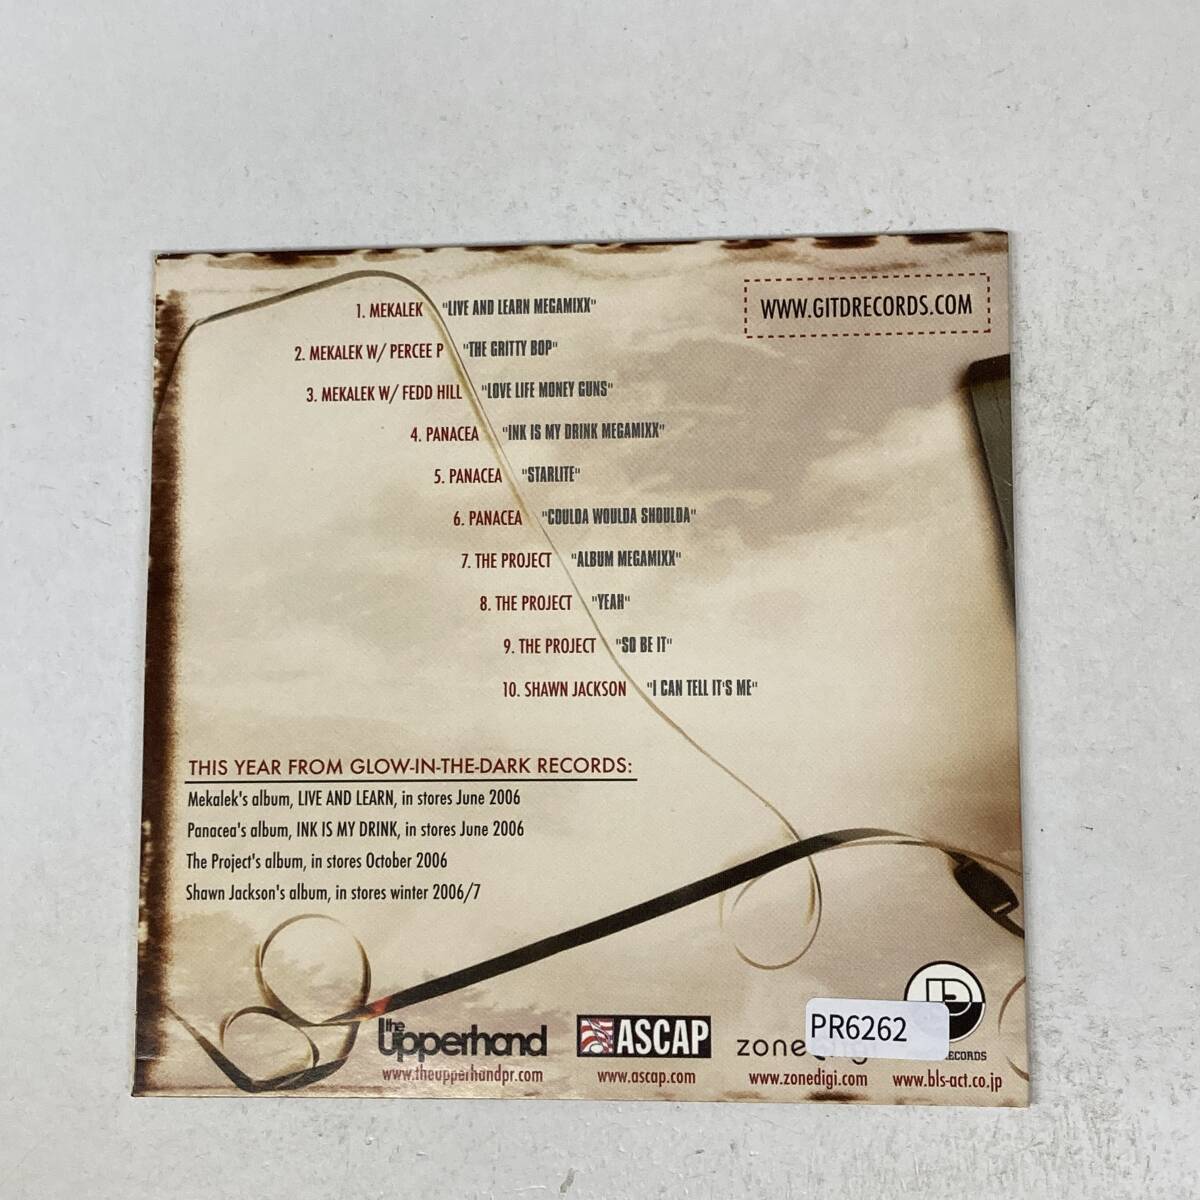 WWW.GITDRECORDS.COM
1. MEKALEK "LIVE AND LEARN MEGAMIXX"
2. MEKALEK W/ PERCEE P "THE GRITTY BOP"
3. MEKALEK W/ FEDD HILL "LOVE LIFE MONEY GUNS"
4. PANACEA "INK IS MY DRINK MEGAMIXX"
5. PANACEA "STARLITE"
6. PANACEA "COULDA WOULDA SHOULDA"
7. THE PROJECT "ALBUM MEGAMIXX"
8. THE PROJECT "YEAH"
9. THE PROJECT "SO BE IT"
10. SHAWN JACKSON "I CAN TELL IT'S ME"
THIS YEAR FROM GLOW-IN-THE-DARK RECORDS:
Mekalek's album, LIVE AND LEARN, in stores June 2006
Panacea's album, INK IS MY DRINK, in stores June 2006
The Project's album, in stores October 2006
Shawn Jackson's album, in stores winter 2006/7
the upperhand
www.theupperhandpr.com
ASCAP
www.ascap.com
zone
www.zonedigi.com
PR6262
RECORDS
www.bls-act.co.jp